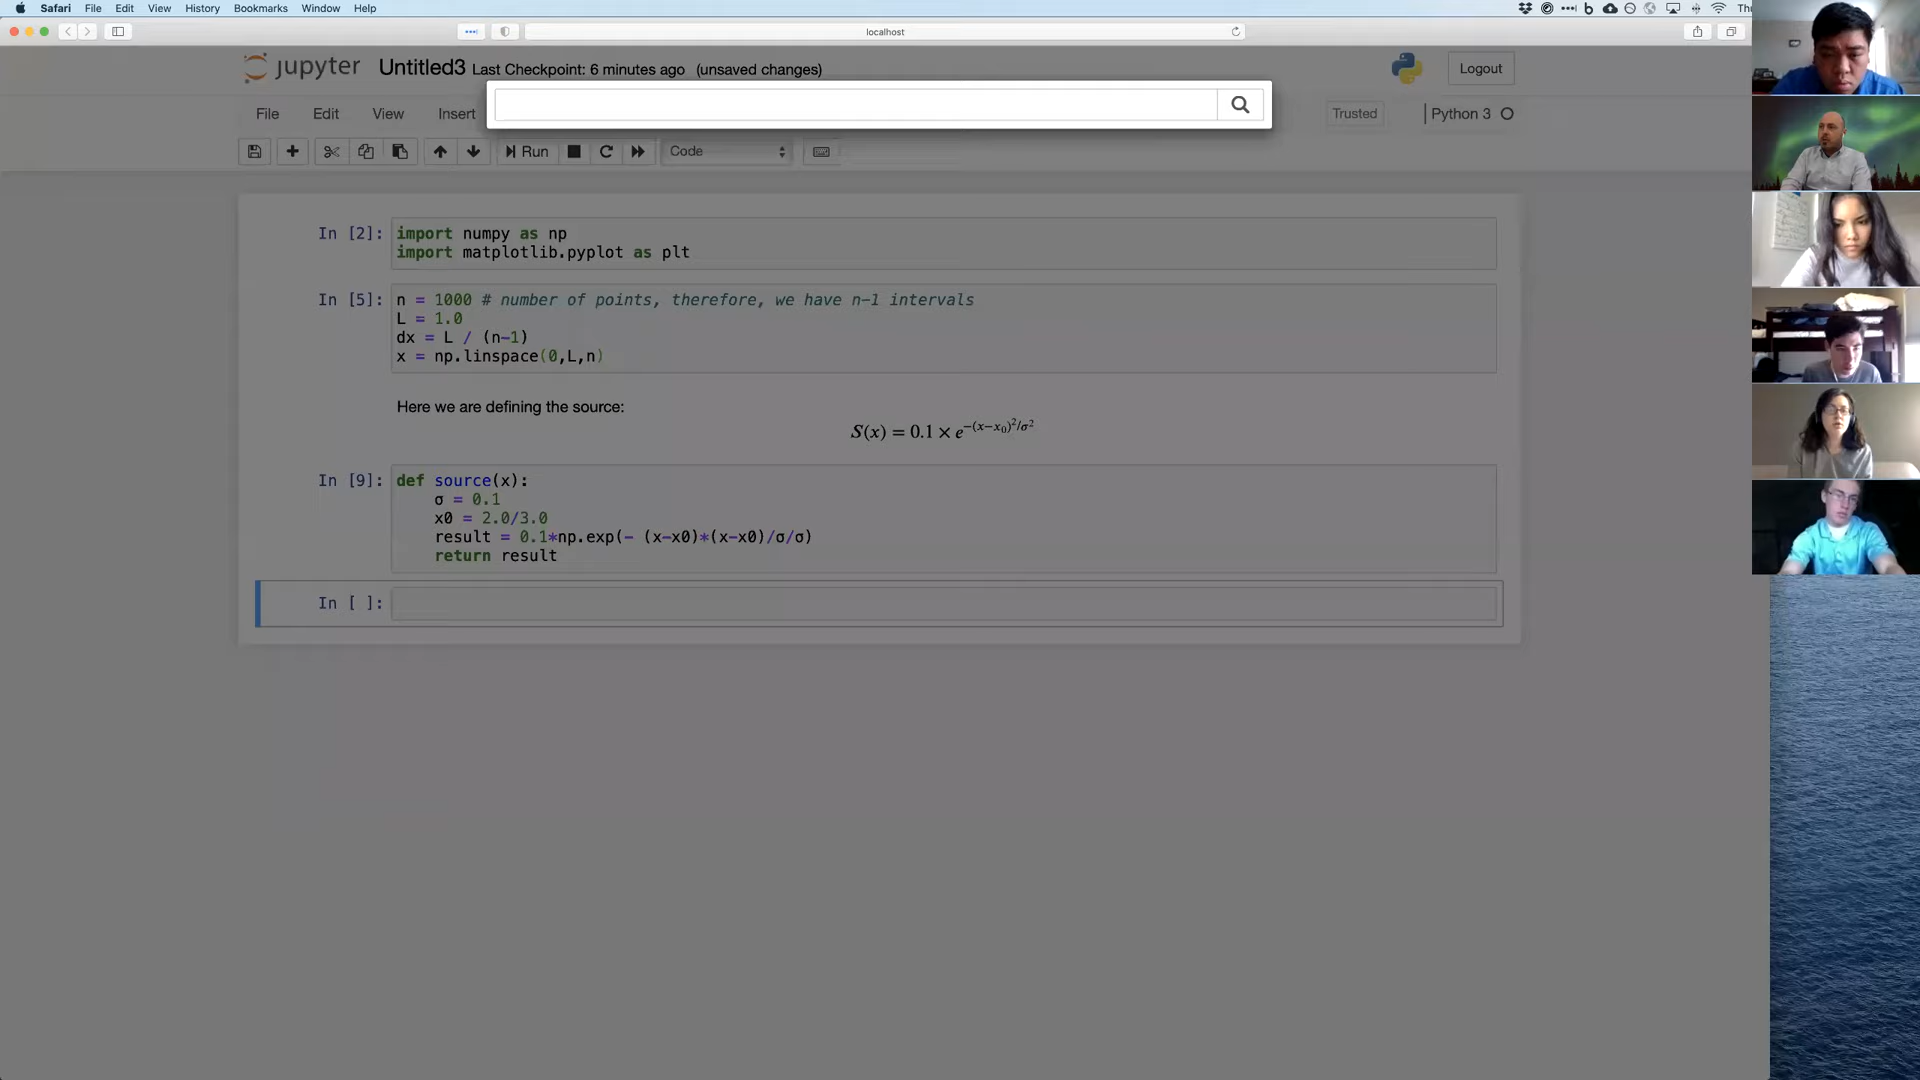 Safari File Edit View History Bookmarks Window Help
localhost
jupyter Untitled3 Last Checkpoint: 6 minutes ago (unsaved changes)
Logout
File Edit View Insert
Trusted
Python 3
Run
Code
In [2]: import numpy as np
import matplotlib.pyplot as plt
In [5]: n = 1000 # number of points, therefore, we have n-1 intervals
L = 1.0
dx = L / (n-1)
x = np.linspace(0,L,n)
Here we are defining the source:
S(x) = 0.1 × e^{−(x−x₀)²/σ²}
In [9]: def source(x):
σ = 0.1
x0 = 2.0/3.0
result = 0.1*np.exp(- (x-x0)*(x-x0)/σ/σ)
return result
In [ ]: